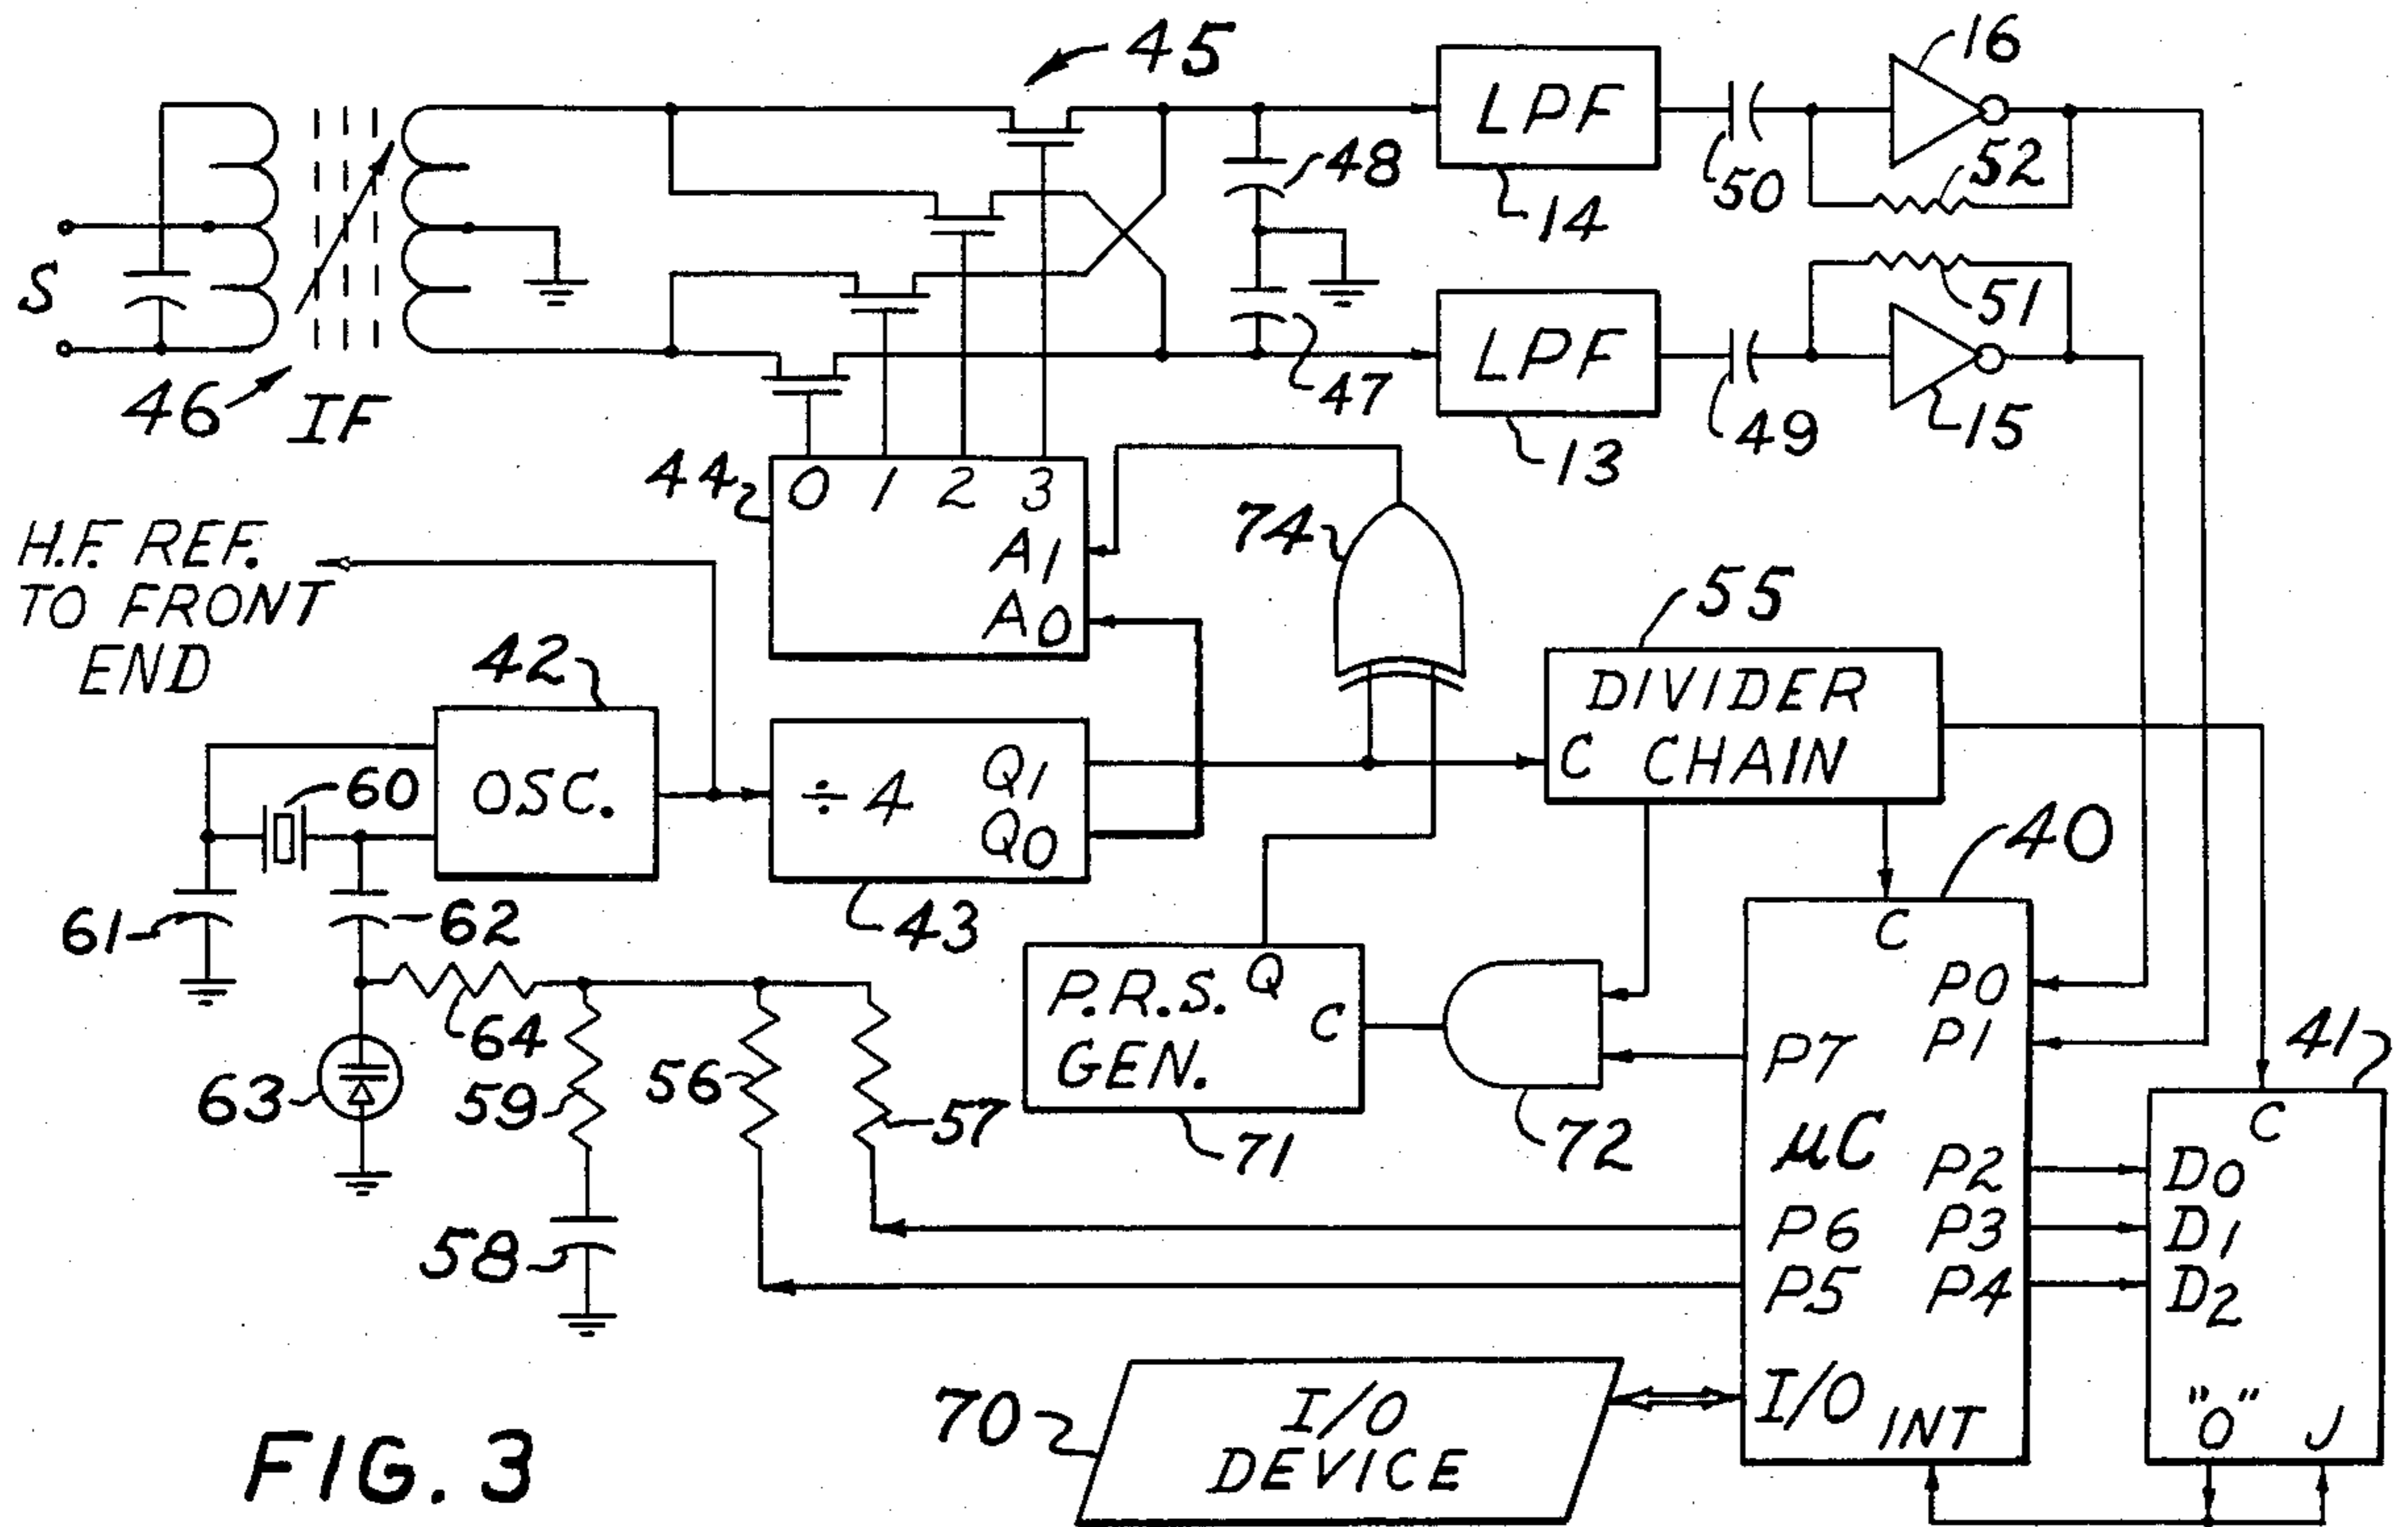 45
16
LPF
48
50
52
14
S
51
LPF
46
IF
47
49
15
13
44
0 1 2 3
A1
A0
74
H.F. REF.
TO FRONT
END
42
55
DIVIDER
C CHAIN
60
OSC.
÷4
Q1
Q0
40
61
62
43
C
P.R.S. Q
GEN. C
P0
P1
P7
41
64
63
59
56
57
71
72
µC
C
P2
P3
P4
D0
D1
D2
58
P6
P5
I/O
INT
"0" J
70
I/O
DEVICE
FIG. 3